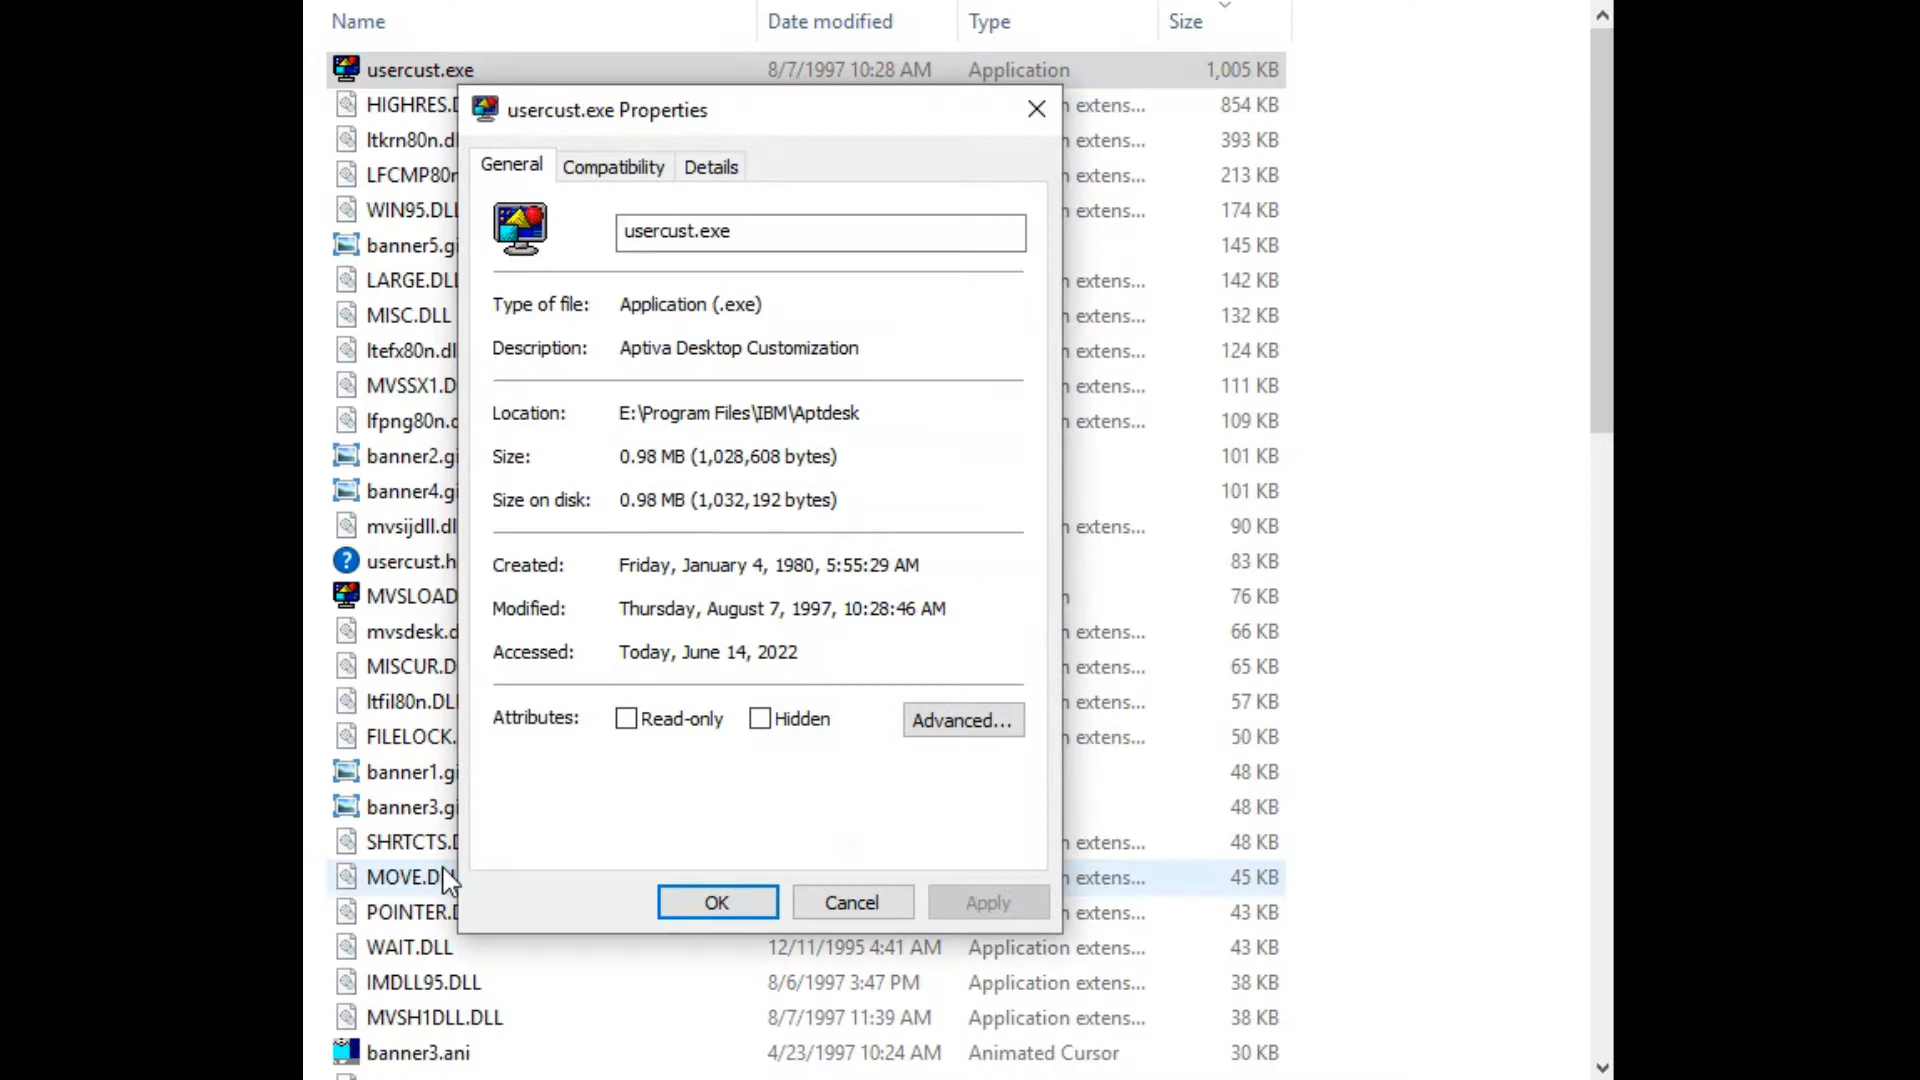 Name Date modified Type Size
usercust.exe 8/7/1997 10:28 AM Application 1,005 KB
HIGHRES.D n extens... 854 KB
usercust.exe Properties
ltkrn80n.dl n extens... 393 KB
General Compatibility Details
LFCMP80n n extens... 213 KB
WIN95.DLL n extens... 174 KB
usercust.exe
banner5.gi 145 KB
LARGE.DLL n extens... 142 KB
Type of file: Application (.exe)
MISC.DLL n extens... 132 KB
Description: Aptiva Desktop Customization
ltefx80n.dl n extens... 124 KB
MVSSX1.D n extens... 111 KB
Location: E:\Program Files\IBM\Aptdesk
lfpng80n.d n extens... 109 KB
banner2.gi 101 KB
Size: 0.98 MB (1,028,608 bytes)
banner4.gi 101 KB
Size on disk: 0.98 MB (1,032,192 bytes)
mvsijdll.dl n extens... 90 KB
usercust.h 83 KB
Created: Friday, January 4, 1980, 5:55:29 AM
MVSLOAD n 76 KB
Modified: Thursday, August 7, 1997, 10:28:46 AM
mvsdesk.d n extens... 66 KB
Accessed: Today, June 14, 2022
MISCUR.D n extens... 65 KB
ltfil80n.DLL n extens... 57 KB
Attributes: Read-only Hidden Advanced...
FILELOCK. n extens... 50 KB
banner1.gi 48 KB
banner3.gi 48 KB
SHRTCTS.D n extens... 48 KB
MOVE.D n extens... 45 KB
OK Cancel Apply
POINTER.D n extens... 43 KB
WAIT.DLL 12/11/1995 4:41 AM Application extens... 43 KB
IMDLL95.DLL 8/6/1997 3:47 PM Application extens... 38 KB
MVSH1DLL.DLL 8/7/1997 11:39 AM Application extens... 38 KB
banner3.ani 4/23/1997 10:24 AM Animated Cursor 30 KB